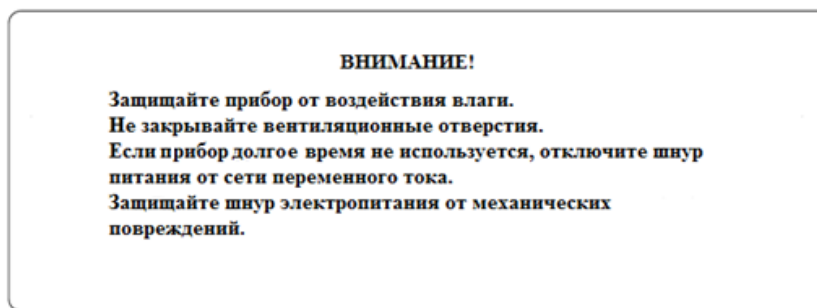 ВНИМАНИЕ!
Защищайте прибор от воздействия влаги.
Не закрывайте вентиляционные отверстия.
Если прибор долгое время не используется, отключите шнур
питания от сети переменного тока.
Защищайте шнур электропитания от механических
повреждений.